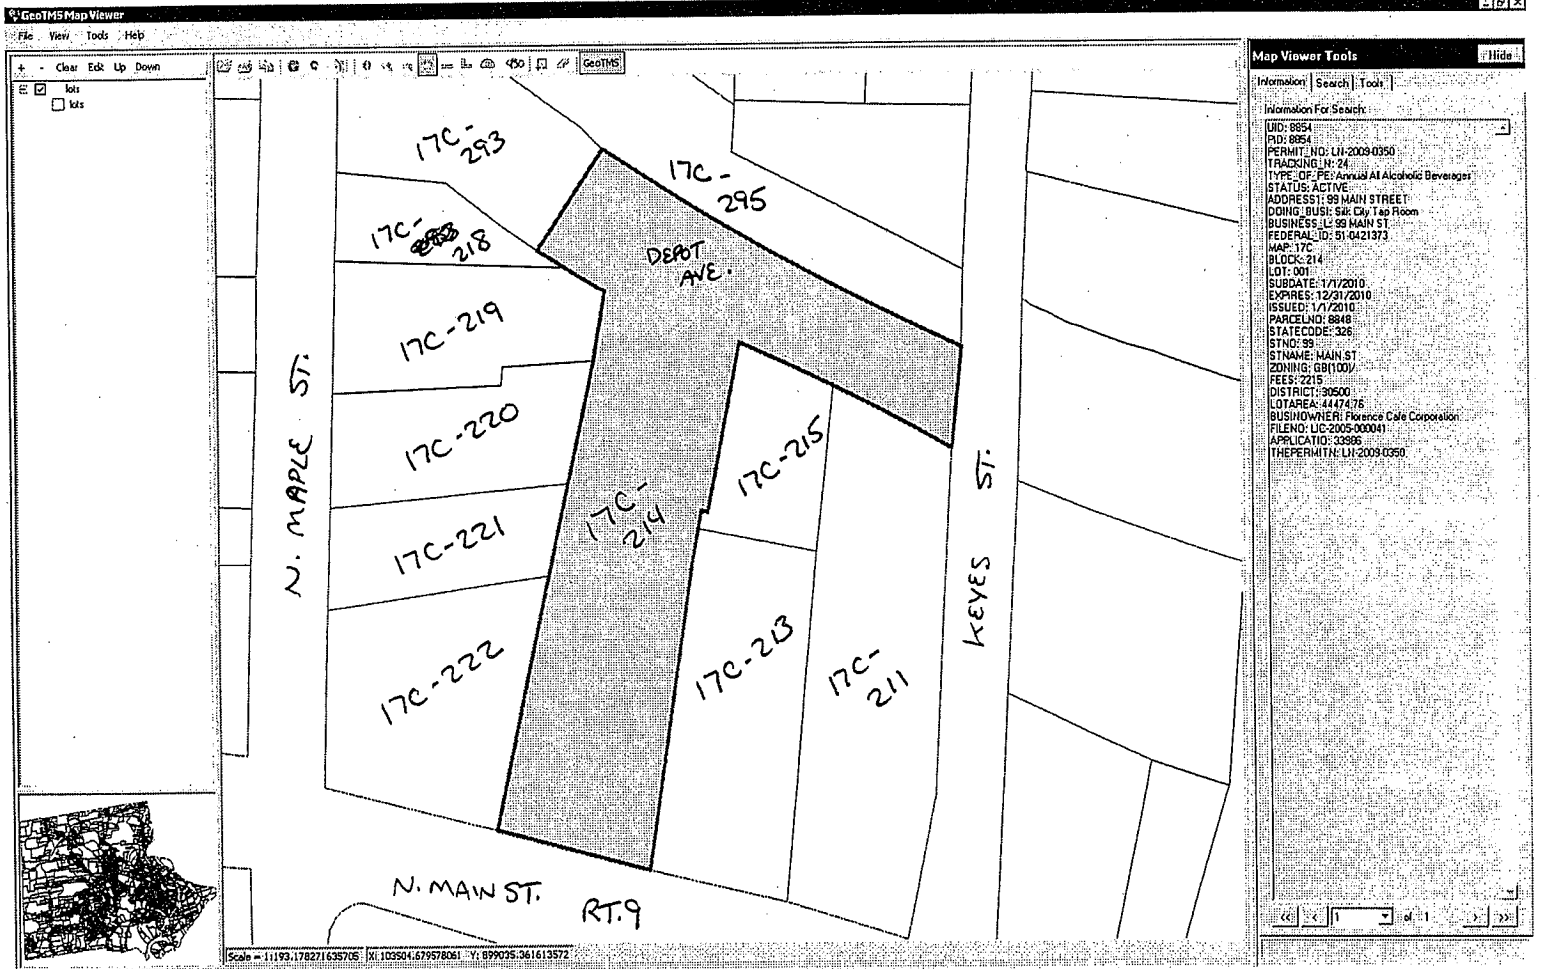 GeoTMS Map Viewer
File View Tools Help
+ - Clear Edit Up Down
lots
lots
GeoTMS
17C-
293
17C-
295
17C-
218
DEPOT
AVE.
17C-219
17C-220
17C-221
17C-222
17C-
214
17C-215
17C-213
17C-
211
N. MAPLE ST.
KEYES ST.
N. MAIN ST. RT.9
Scale = 1:1193.178271635705 X: 103504.679578061 Y: 899035.361613572
Map Viewer Tools Hide
Information Search Tools
Information For Search:
UID: 8854
PID: 8854
PERMIT_NO: LN-2009-0350
TRACKING_N: 24
TYPE_OF_PE: Annual All Alcoholic Beverages
STATUS: ACTIVE
ADDRESS1: 99 MAIN STREET
DOING_BUSI: Silk City Tap Room
BUSINESS_L: 99 MAIN ST.
FEDERAL_ID: 51-0421373
MAP: 17C
BLOCK: 214
LOT: 001
SUBDATE: 1/1/2010
EXPIRES: 12/31/2010
ISSUED: 1/1/2010
PARCELNO: 8848
STATECODE: 326
STNO: 99
STNAME: MAIN ST
ZONING: GB(100)/
FEES: 2215
DISTRICT: 30500
LOTAREA: 44474.76
BUSINOWNER: Florence Cafe Corporation
FILENO: LIC-2005-000041
APPLICATIO: 33986
THEPERMITN: LN-2009-0350
<< < 1 of 1 > >>